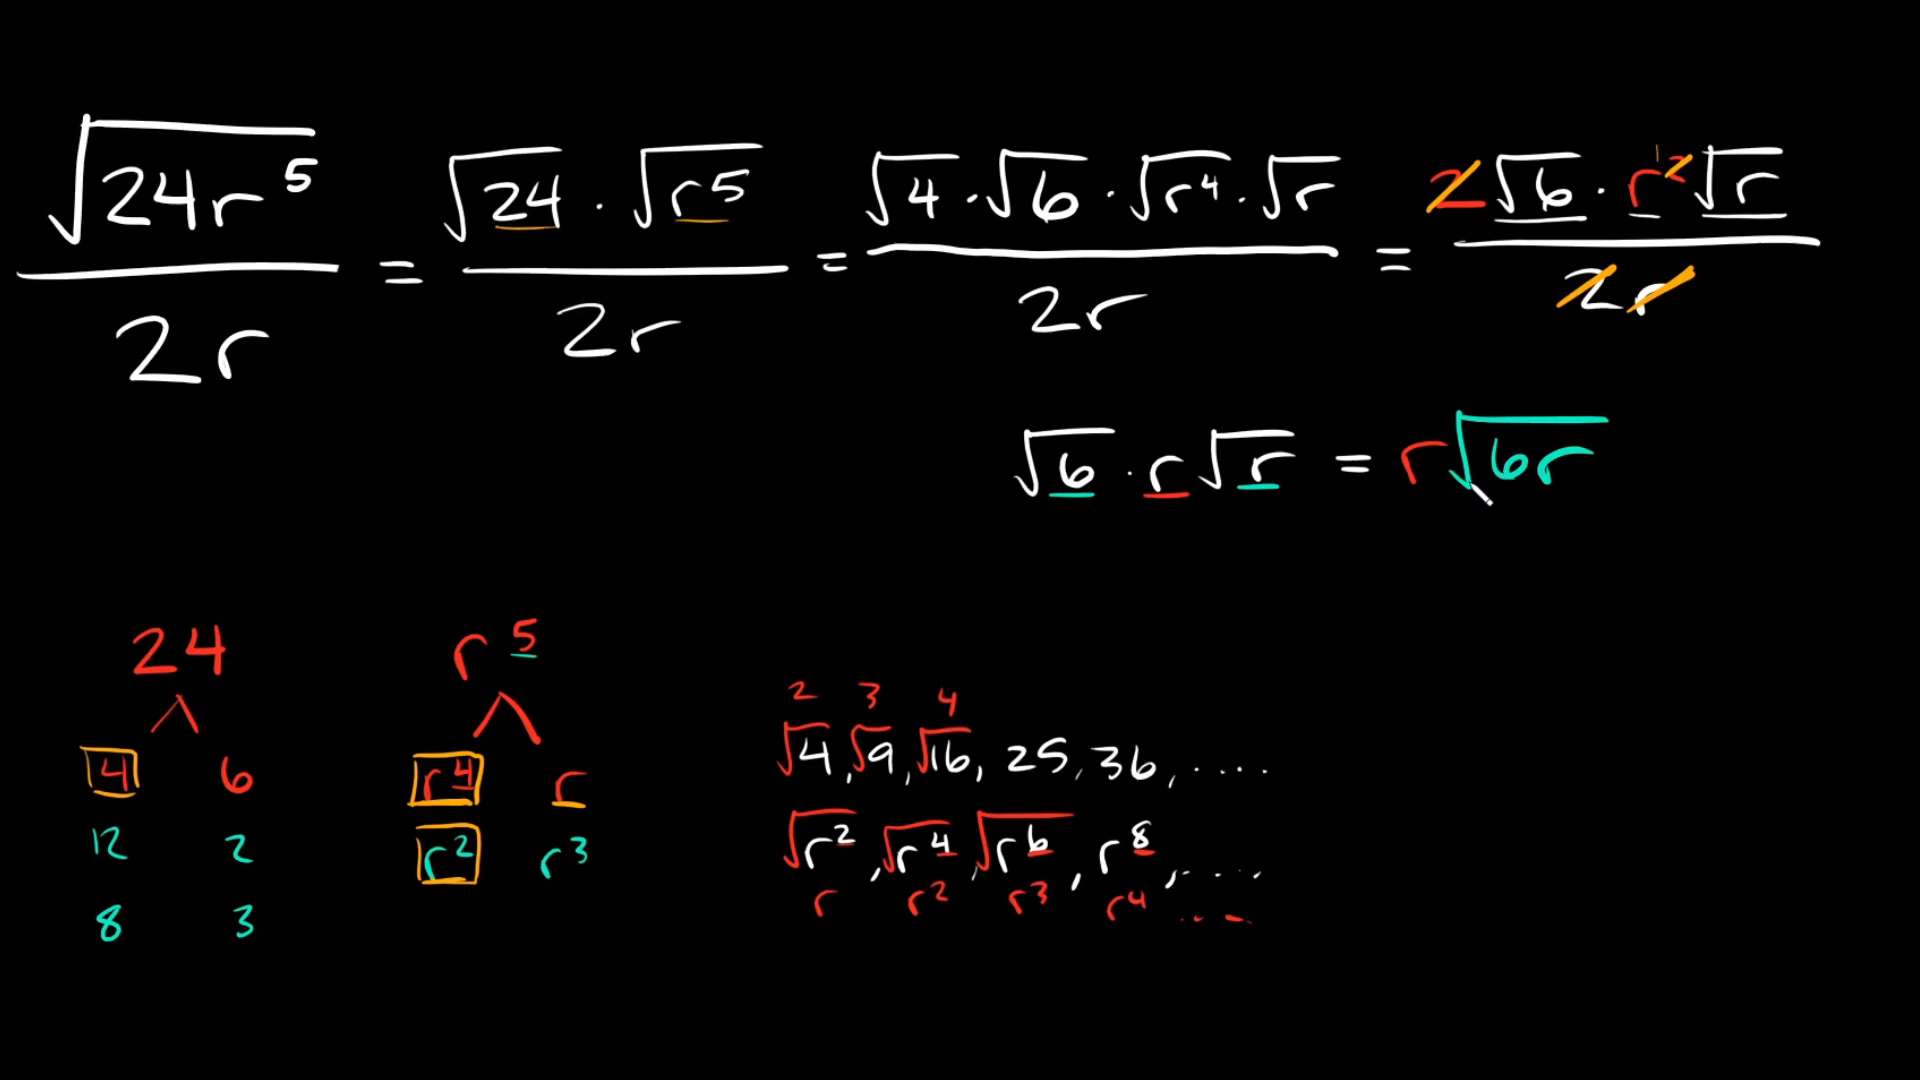 √(24r⁵) / 2r = √24 · √r⁵ / 2r = √4 · √6 · √r⁴ · √r / 2r = 2√6 · r²¹√r / 2r
√6 · r√r = r√6r
24 r⁵
4 6 r⁴ r
12 2 r² r³
8 3
2 3 4
√4, √9, √16, 25, 36, ....
√r², √r⁴, √r⁶, r⁸, ....
r r² r³ r⁴ ....